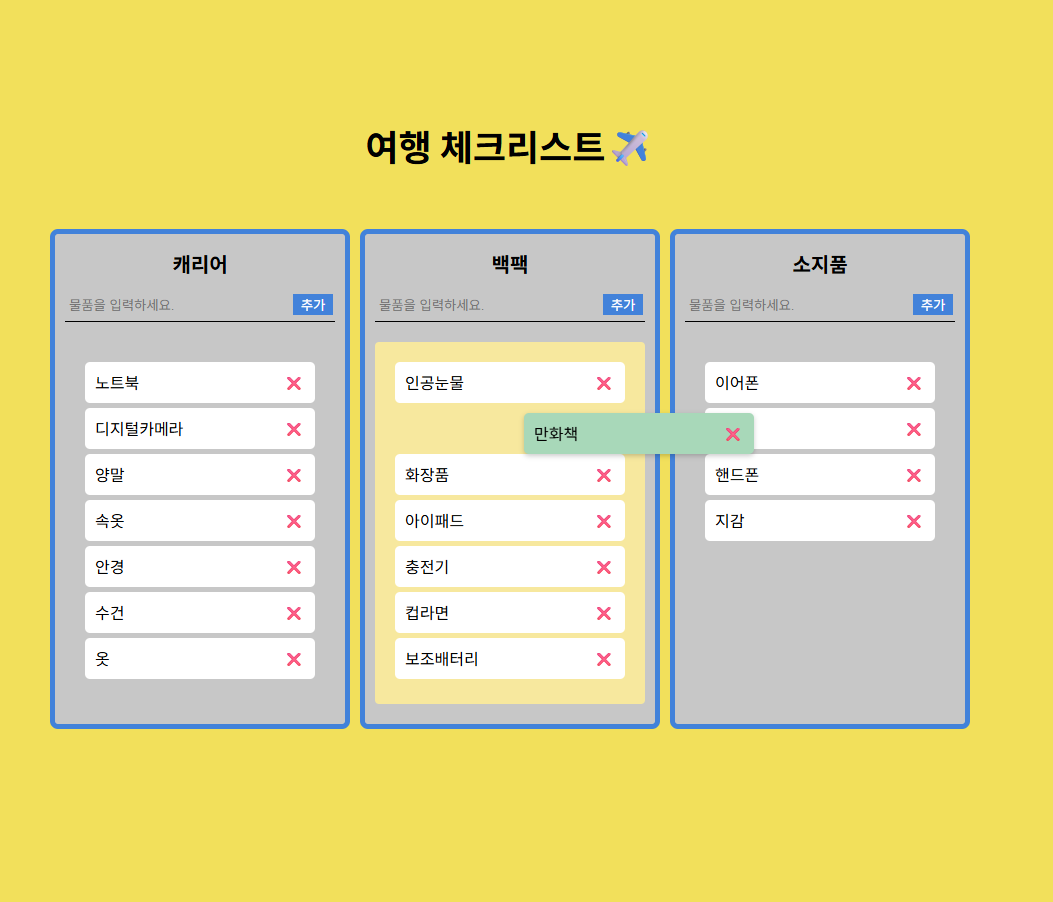 여행 체크리스트✈️
캐리어
물품을 입력하세요. 추가
노트북
디지털카메라
양말
속옷
안경
수건
옷
백팩
물품을 입력하세요. 추가
인공눈물
만화책
화장품
아이패드
충전기
컵라면
보조배터리
소지품
물품을 입력하세요. 추가
이어폰
핸드폰
지갑